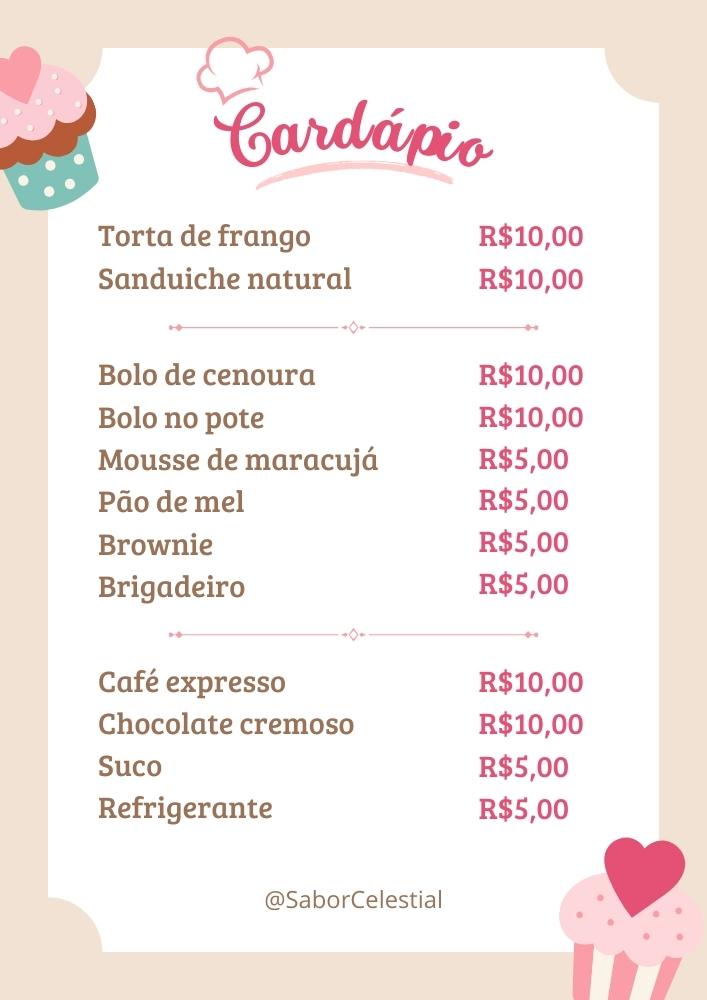 Cardápio
Torta de frango R$10,00
Sanduiche natural R$10,00
Bolo de cenoura R$10,00
Bolo no pote R$10,00
Mousse de maracujá R$5,00
Pão de mel R$5,00
Brownie R$5,00
Brigadeiro R$5,00
Café expresso R$10,00
Chocolate cremoso R$10,00
Suco R$5,00
Refrigerante R$5,00
@SaborCelestial